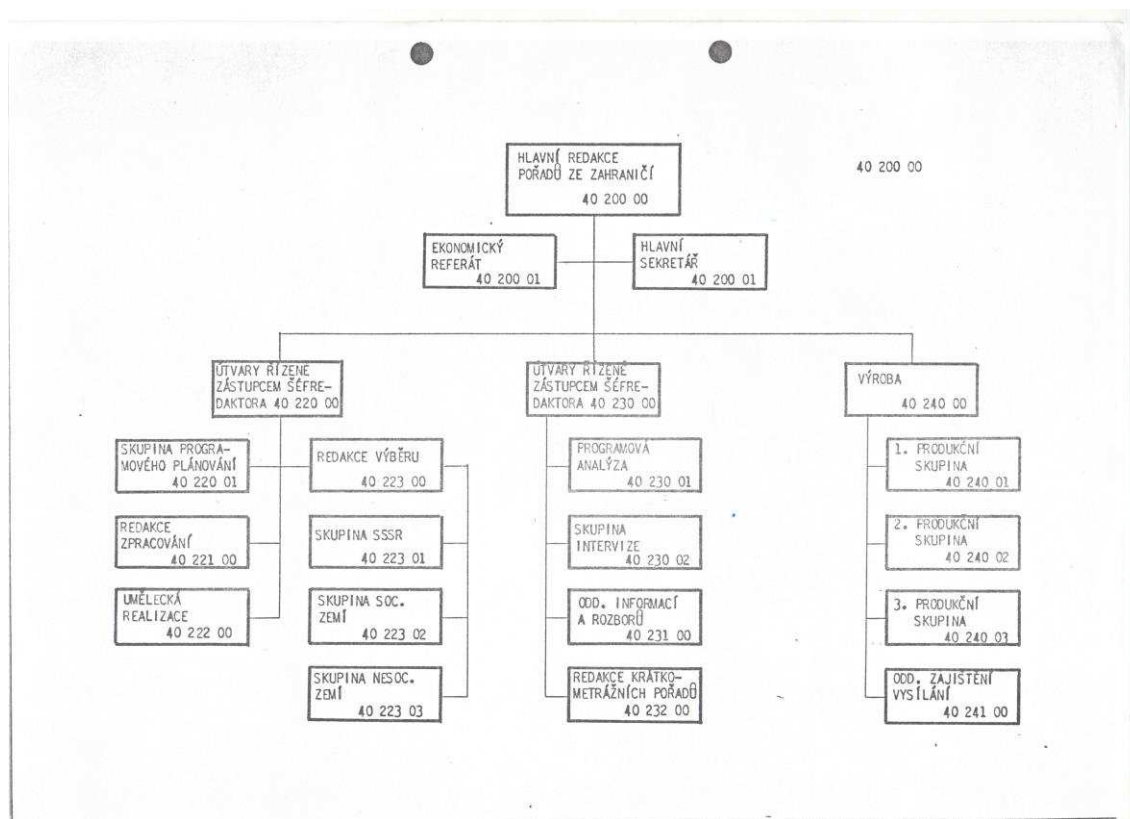 HLAVNÍ REDAKCE
POŘADŮ ZE ZAHRANIČÍ
40 200 00
40 200 00
EKONOMICKÝ
REFERÁT
40 200 01
HLAVNÍ
SEKRETÁŘ
40 200 01
ÚTVARY ŘÍZENÉ
ZÁSTUPCEM ŠÉFRE-
DAKTORA 40 220 00
ÚTVARY ŘÍZENÉ
ZÁSTUPCEM ŠÉFRE-
DAKTORA 40 230 00
VÝROBA
40 240 00
SKUPINA PROGRA-
MOVÉHO PLÁNOVÁNÍ
40 220 01
REDAKCE
ZPRACOVÁNÍ
40 221 00
UMĚLECKÁ
REALIZACE
40 222 00
REDAKCE VÝBĚRU
40 223 00
SKUPINA SSSR
40 223 01
SKUPINA SOC.
ZEMÍ
40 223 02
SKUPINA NESOC.
ZEMÍ
40 223 03
PROGRAMOVÁ
ANALÝZA
40 230 01
SKUPINA
INTERVIZE
40 230 02
ODD. INFORMACÍ
A ROZBORŮ
40 231 00
REDAKCE KRÁTKO-
METRÁŽNÍCH POŘADŮ
40 232 00
1. PRODUKČNÍ
SKUPINA
40 240 01
2. PRODUKČNÍ
SKUPINA
40 240 02
3. PRODUKČNÍ
SKUPINA
40 240 03
ODD. ZAJIŠTĚNÍ
VYSÍLÁNÍ
40 241 00